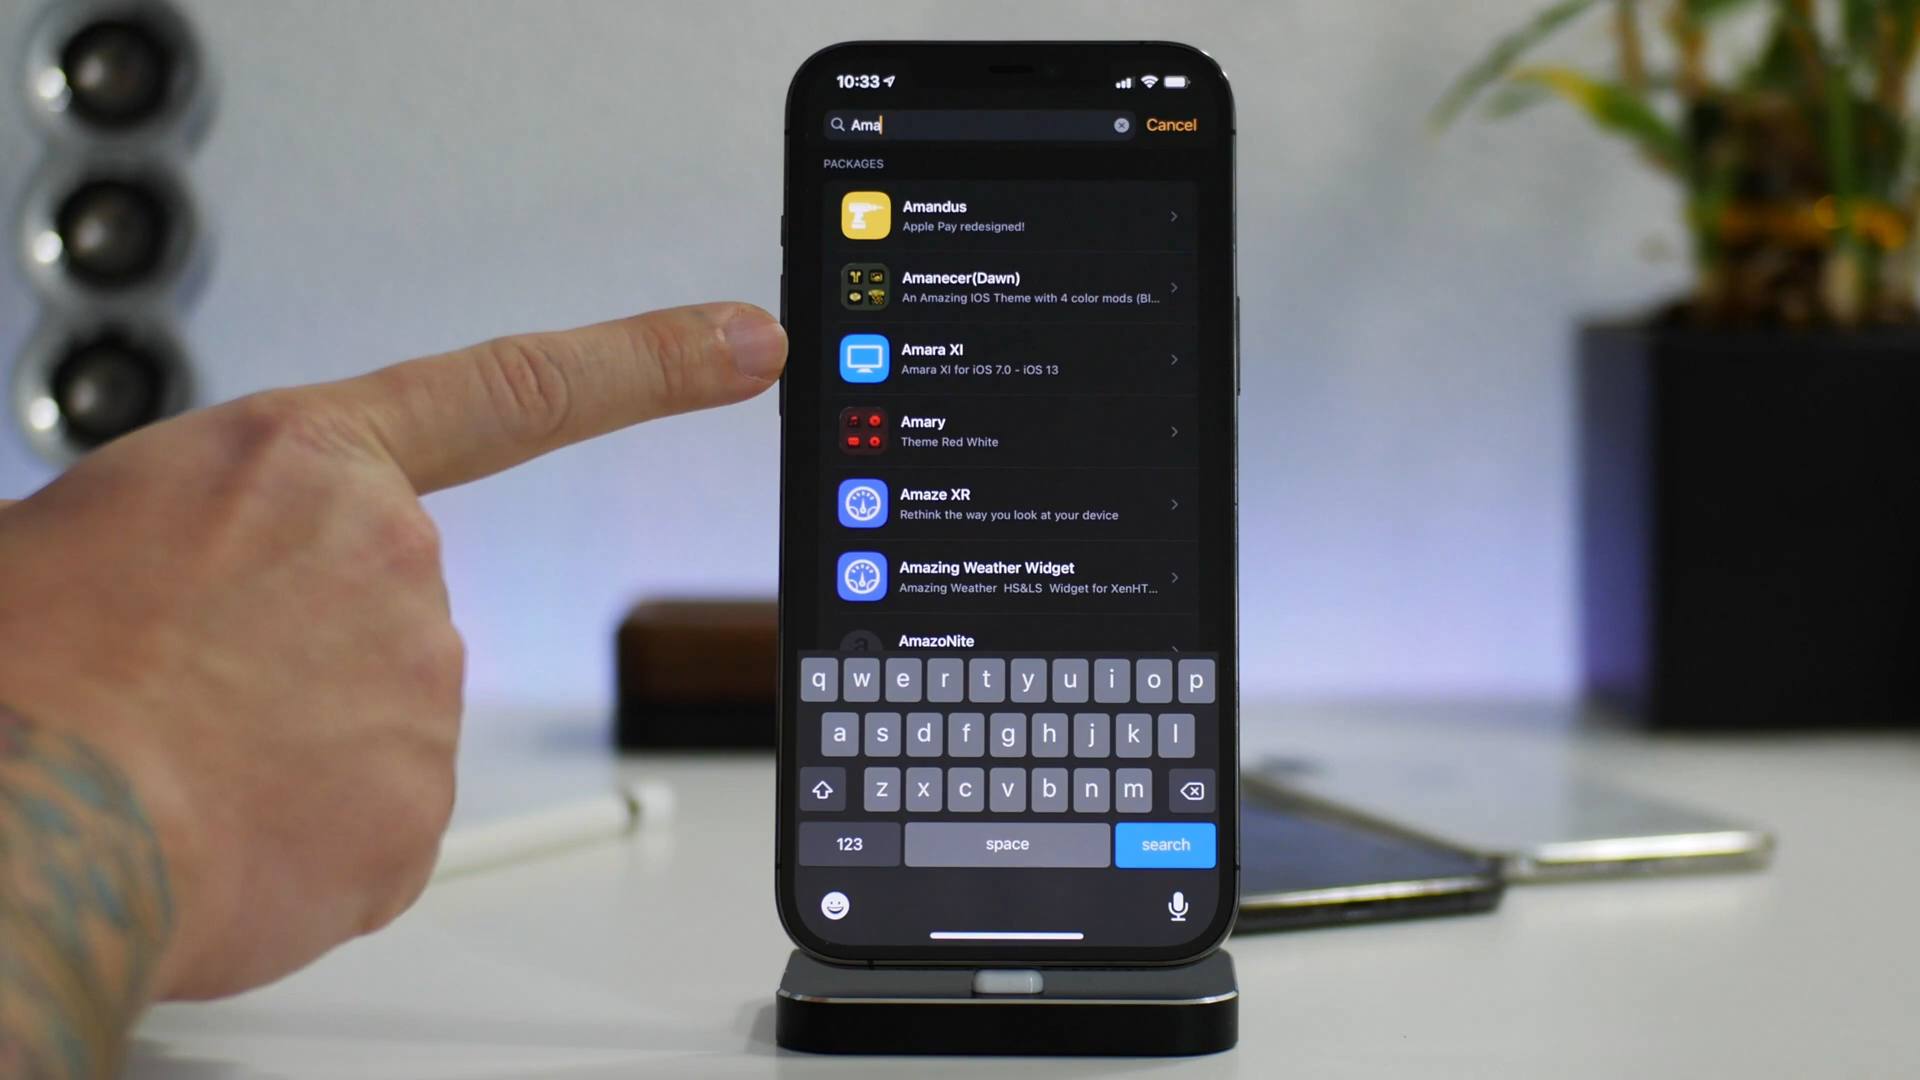 10:33
Ama
Cancel
PACKAGES
Amandus
Apple Pay redesigned!
Amanecer(Dawn)
An Amazing IOS Theme with 4 color mods (Bl...
Amara XI
Amara XI for iOS 7.0 - iOS 13
Amary
Theme Red White
Amaze XR
Rethink the way you look at your device
Amazing Weather Widget
Amazing Weather HS&LS Widget for XenHT...
AmazoNite
q w e r t y u i o p
a s d f g h j k l
z x c v b n m
123 space search